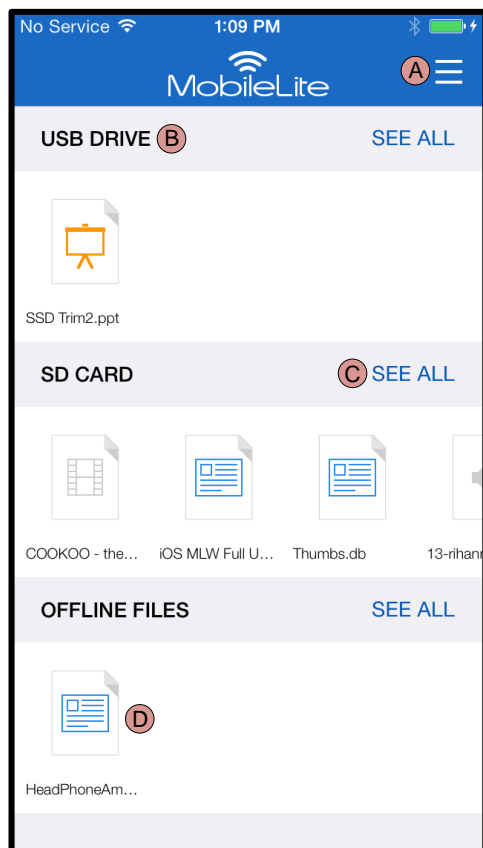 No Service 1:09 PM
MobileLite
A
USB DRIVE B SEE ALL
SSD Trim2.ppt
SD CARD C SEE ALL
COOKOO - the... iOS MLW Full U... Thumbs.db 13-rihann
OFFLINE FILES SEE ALL
D
HeadPhoneAm...